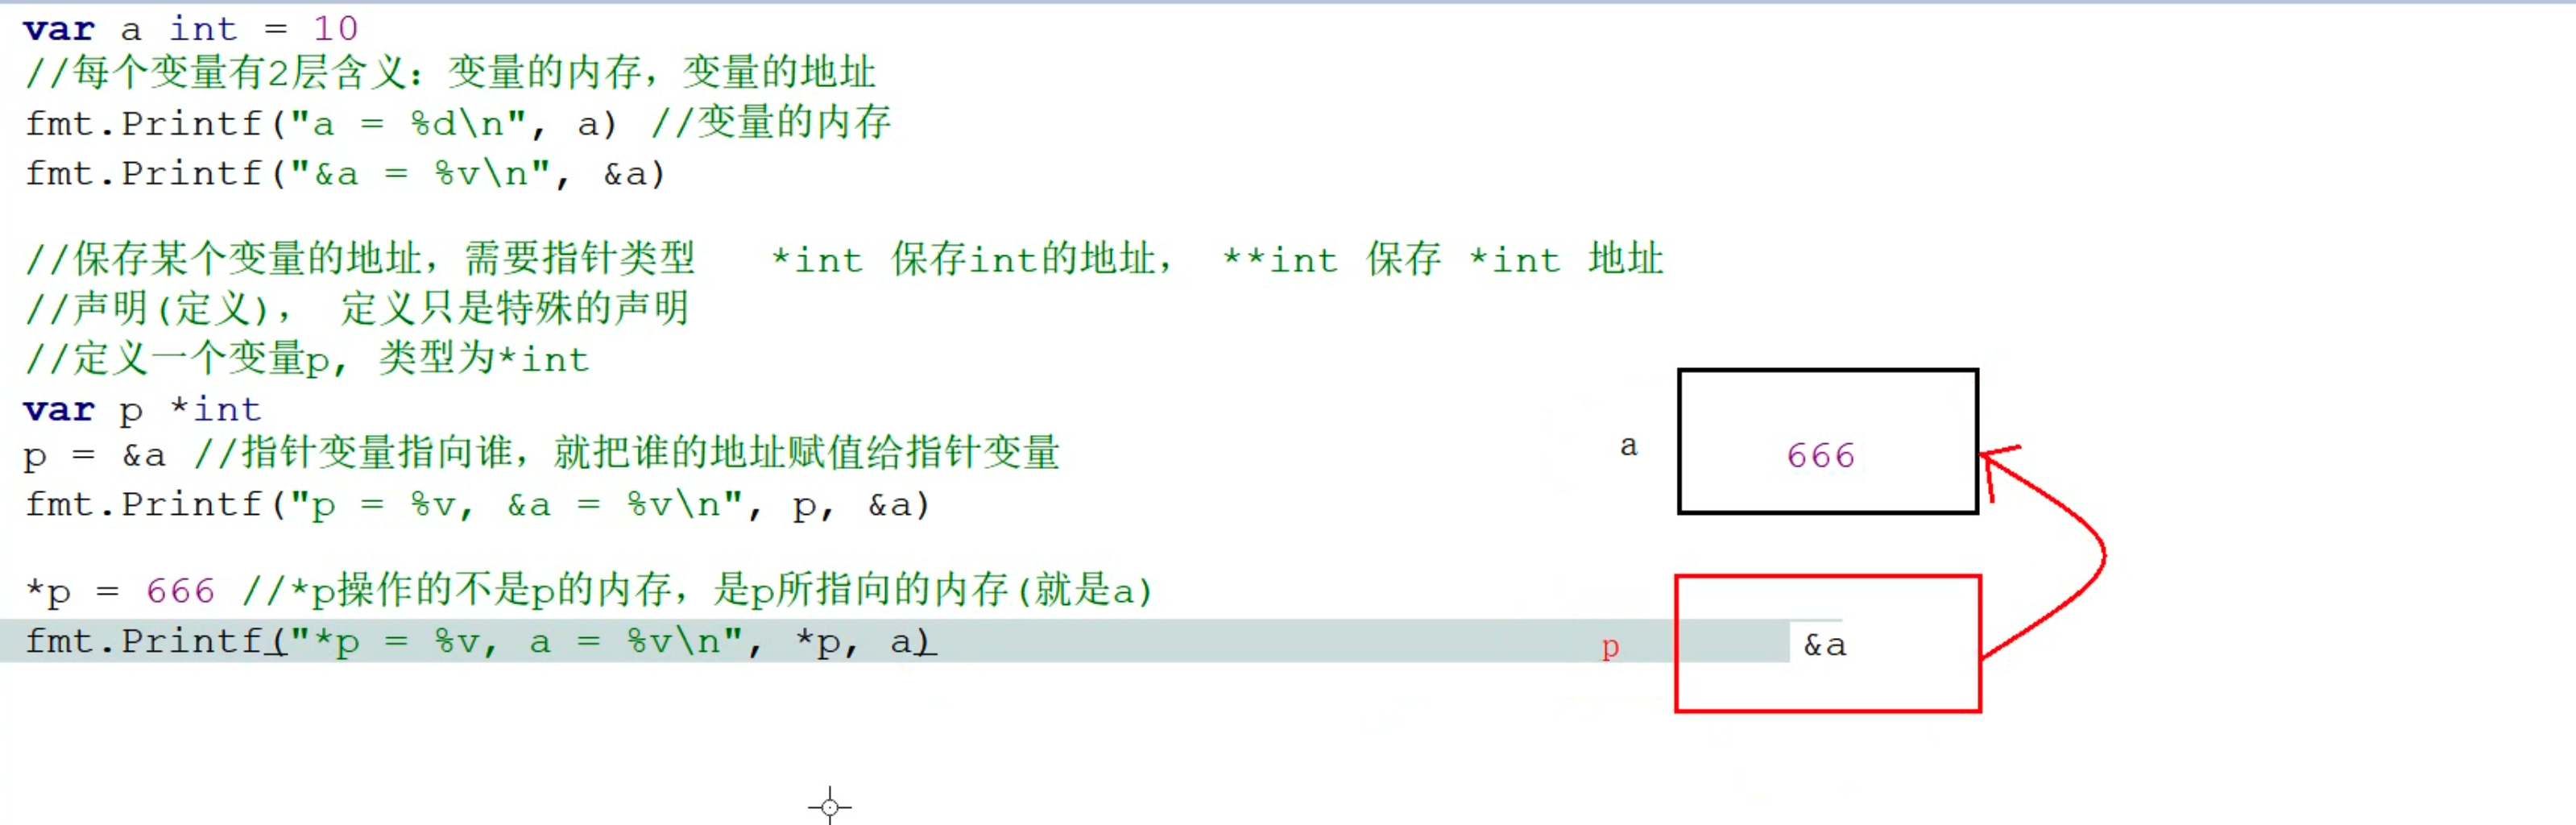 var a int = 10
//每个变量有2层含义：变量的内存，变量的地址
fmt.Printf("a = %d\n", a) //变量的内存
fmt.Printf("&a = %v\n", &a)
//保存某个变量的地址，需要指针类型   *int 保存int的地址， **int 保存 *int 地址
//声明(定义)， 定义只是特殊的声明
//定义一个变量p, 类型为*int
var p *int
p = &a //指针变量指向谁，就把谁的地址赋值给指针变量
fmt.Printf("p = %v, &a = %v\n", p, &a)
*p = 666 //*p操作的不是p的内存，是p所指向的内存(就是a)
fmt.Printf("*p = %v, a = %v\n", *p, a)
a
666
p
&a